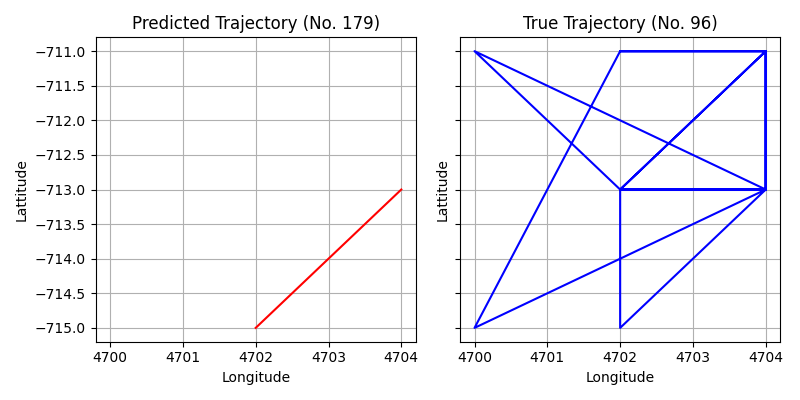 Predicted Trajectory (No. 179)
True Trajectory (No. 96)
Lattitude
−711.0
−711.5
−712.0
−712.5
−713.0
−713.5
−714.0
−714.5
−715.0
4700 4701 4702 4703 4704
Longitude
Lattitude
4700 4701 4702 4703 4704
Longitude